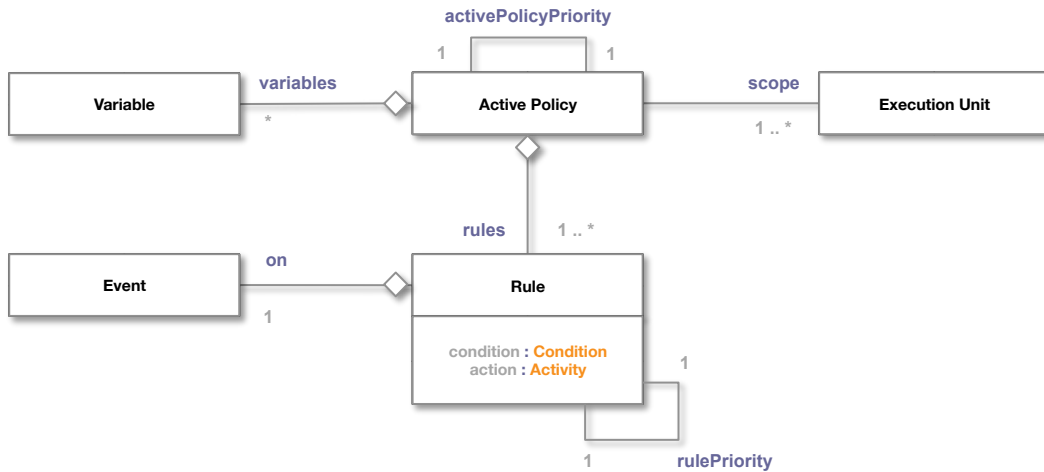 activePolicyPriority
1
1
variables
scope
Variable
Active Policy
Execution Unit
*
1 .. *
rules
1 .. *
on
Event
Rule
1
condition : Condition
action : Activity
1
1
rulePriority